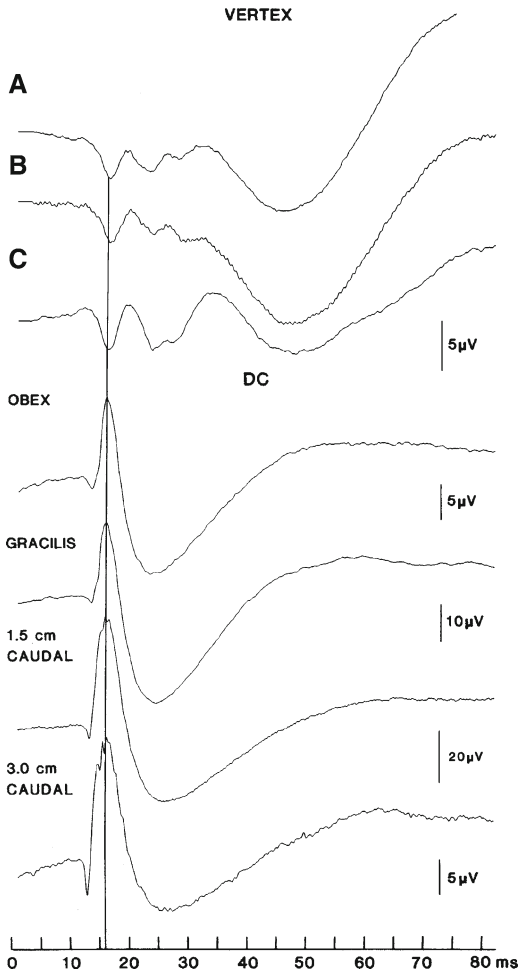 VERTEX
A
B
C
5µV
DC
OBEX
5µV
GRACILIS
10µV
1.5 cm
CAUDAL
20µV
3.0 cm
CAUDAL
5µV
0 10 20 30 40 50 60 70 80 ms